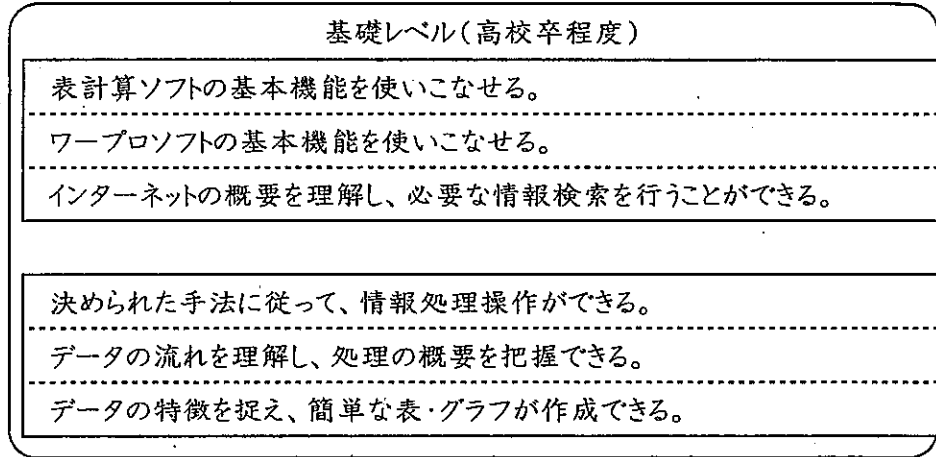 基礎レベル(高校卒程度)
表計算ソフトの基本機能を使いこなせる。
ワープロソフトの基本機能を使いこなせる。
インターネットの概要を理解し、必要な情報検索を行うことができる。
決められた手法に従って、情報処理操作ができる。
データの流れを理解し、処理の概要を把握できる。
データの特徴を捉え、簡単な表・グラフが作成できる。